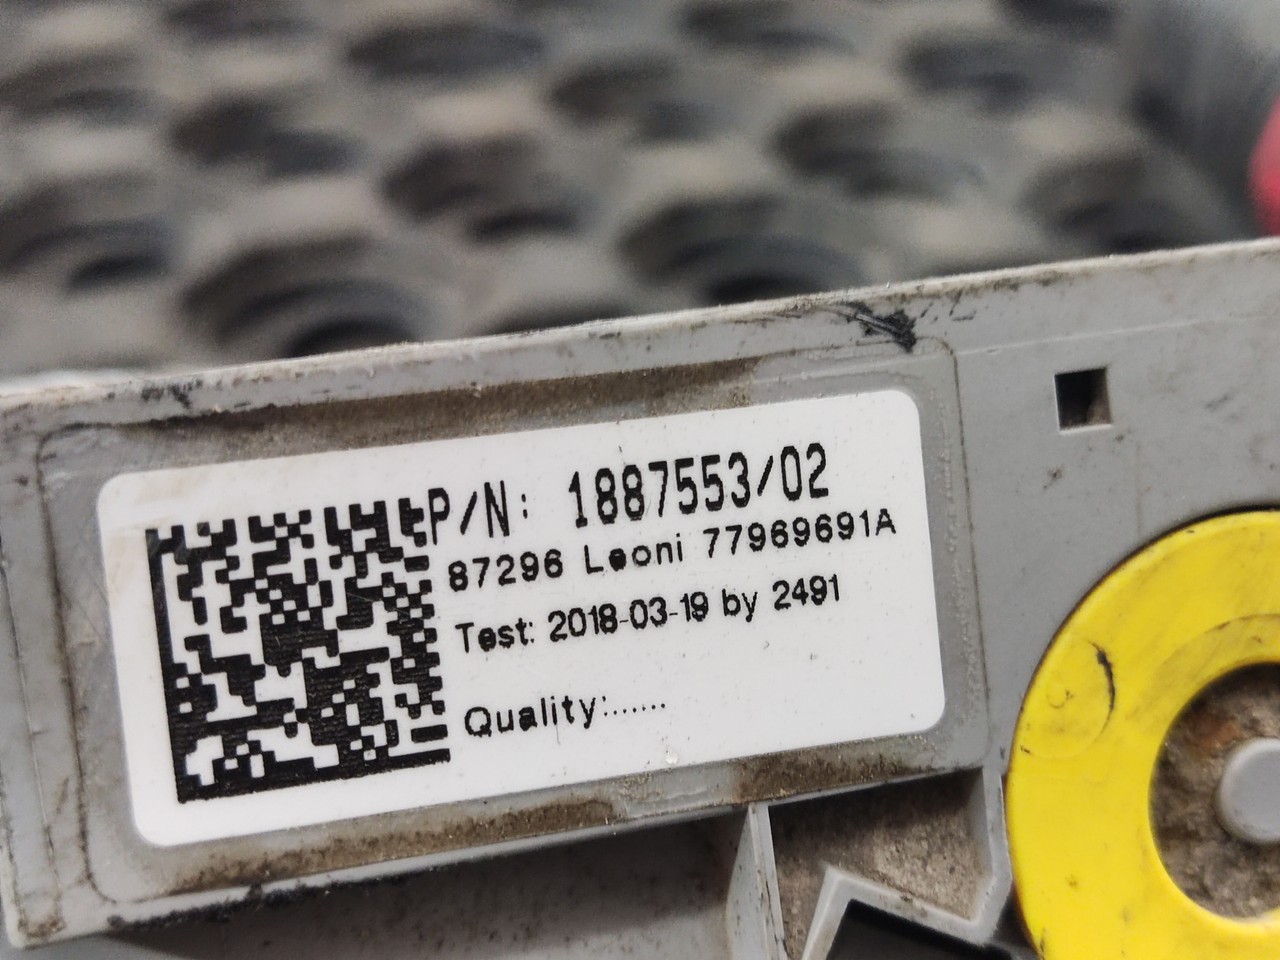 P/N: 1887553/02
87296 Leoni 77969691A
Test: 2018-03-19 by 2491
Quality:.......